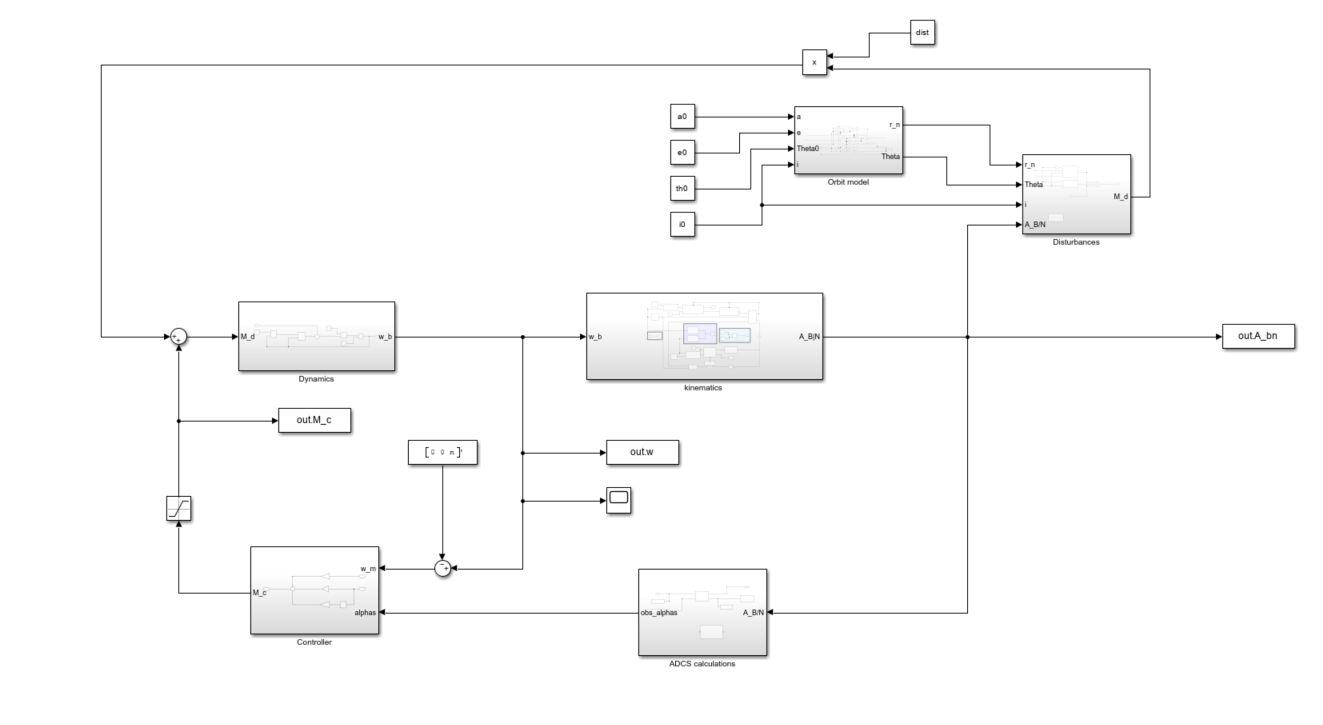 dist
x
a0
a
r_n
e0
e
Theta0
Theta
i
Orbit model
th0
i0
r_n
Theta
i
A_B/N
M_d
Disturbances
+
+
M_d
w_b
Dynamics
w_b
A_B|N
kinematics
out.A_bn
out.M_c
[0 0 n]'
out.w
w_m
−
+
M_c
alphas
Controller
obs_alphas
A_B/N
ADCS calculations